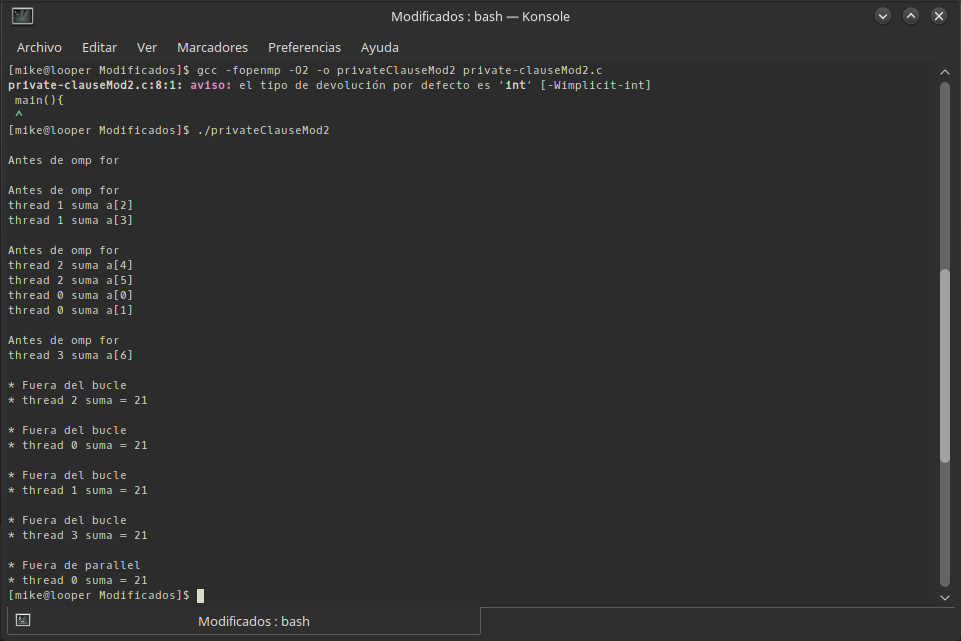 Modificados : bash — Konsole
Archivo Editar Ver Marcadores Preferencias Ayuda
[mike@looper Modificados]$ gcc -fopenmp -O2 -o privateClauseMod2 private-clauseMod2.c
private-clauseMod2.c:8:1: aviso: el tipo de devolución por defecto es ‘int’ [-Wimplicit-int]
main(){
^
[mike@looper Modificados]$ ./privateClauseMod2
Antes de omp for
Antes de omp for
thread 1 suma a[2]
thread 1 suma a[3]
Antes de omp for
thread 2 suma a[4]
thread 2 suma a[5]
thread 0 suma a[0]
thread 0 suma a[1]
Antes de omp for
thread 3 suma a[6]
* Fuera del bucle
* thread 2 suma = 21
* Fuera del bucle
* thread 0 suma = 21
* Fuera del bucle
* thread 1 suma = 21
* Fuera del bucle
* thread 3 suma = 21
* Fuera de parallel
* thread 0 suma = 21
[mike@looper Modificados]$
Modificados : bash